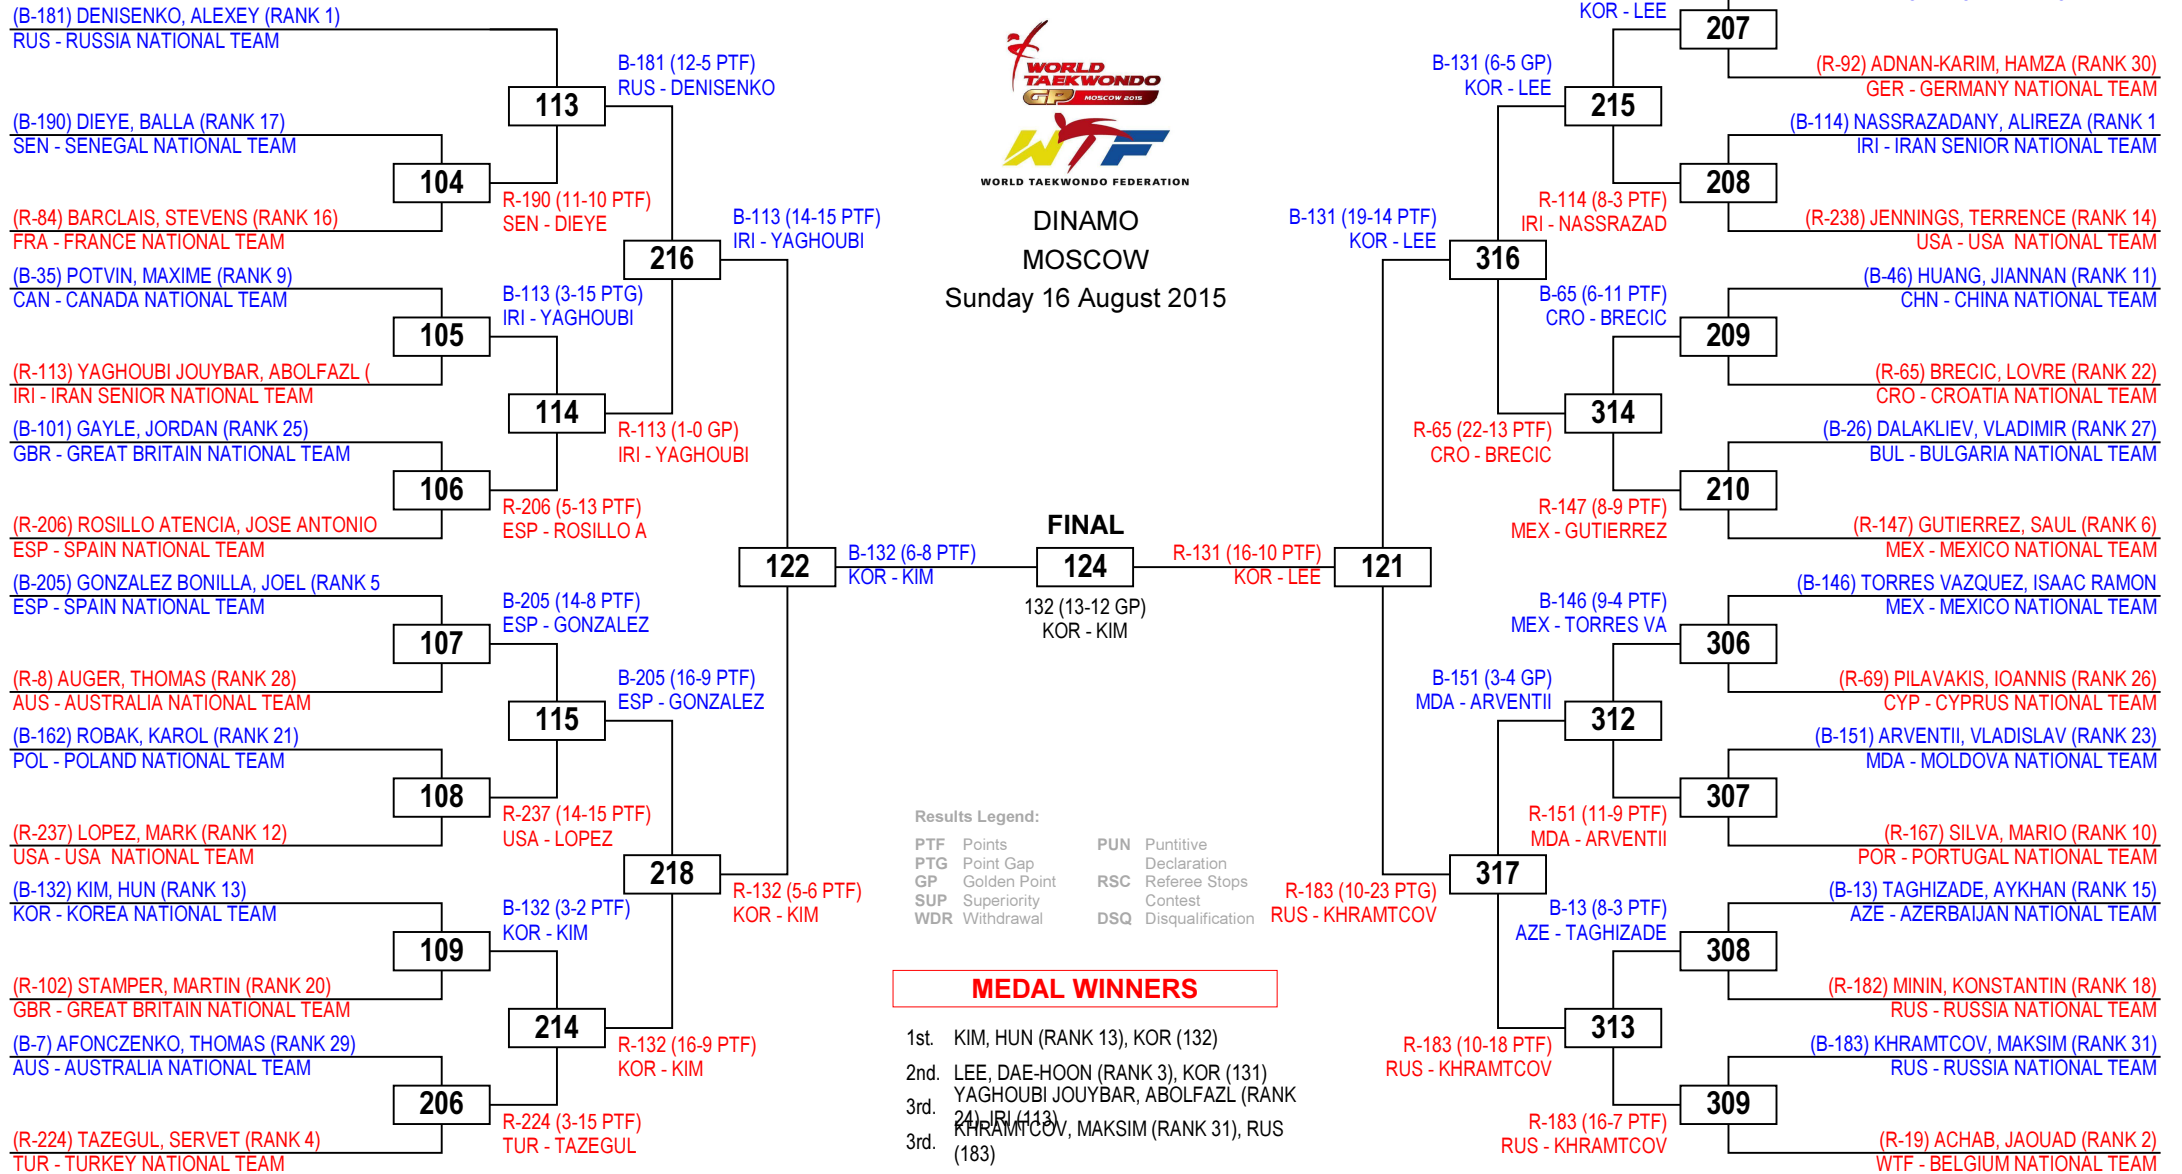 (B-181) DENISENKO, ALEXEY (RANK 1)
RUS - RUSSIA NATIONAL TEAM
(B-190) DIEYE, BALLA (RANK 17)
SEN - SENEGAL NATIONAL TEAM
(R-84) BARCLAIS, STEVENS (RANK 16)
FRA - FRANCE NATIONAL TEAM
(B-35) POTVIN, MAXIME (RANK 9)
CAN - CANADA NATIONAL TEAM
(R-113) YAGHOUBI JOUYBAR, ABOLFAZL (
IRI - IRAN SENIOR NATIONAL TEAM
(B-101) GAYLE, JORDAN (RANK 25)
GBR - GREAT BRITAIN NATIONAL TEAM
(R-206) ROSILLO ATENCIA, JOSE ANTONIO
ESP - SPAIN NATIONAL TEAM
(B-205) GONZALEZ BONILLA, JOEL (RANK 5
ESP - SPAIN NATIONAL TEAM
(R-8) AUGER, THOMAS (RANK 28)
AUS - AUSTRALIA NATIONAL TEAM
(B-162) ROBAK, KAROL (RANK 21)
POL - POLAND NATIONAL TEAM
(R-237) LOPEZ, MARK (RANK 12)
USA - USA  NATIONAL TEAM
(B-132) KIM, HUN (RANK 13)
KOR - KOREA NATIONAL TEAM
(R-102) STAMPER, MARTIN (RANK 20)
GBR - GREAT BRITAIN NATIONAL TEAM
(B-7) AFONCZENKO, THOMAS (RANK 29)
AUS - AUSTRALIA NATIONAL TEAM
(R-224) TAZEGUL, SERVET (RANK 4)
TUR - TURKEY NATIONAL TEAM
104
105
106
107
108
109
206
R-190 (11-10 PTF)
SEN - DIEYE
B-113 (3-15 PTG)
IRI - YAGHOUBI
R-206 (5-13 PTF)
ESP - ROSILLO A
B-205 (14-8 PTF)
ESP - GONZALEZ
R-237 (14-15 PTF)
USA - LOPEZ
B-132 (3-2 PTF)
KOR - KIM
R-224 (3-15 PTF)
TUR - TAZEGUL
113
114
115
214
B-181 (12-5 PTF)
RUS - DENISENKO
R-113 (1-0 GP)
IRI - YAGHOUBI
B-205 (16-9 PTF)
ESP - GONZALEZ
R-132 (16-9 PTF)
KOR - KIM
216
218
B-113 (14-15 PTF)
IRI - YAGHOUBI
R-132 (5-6 PTF)
KOR - KIM
122
B-132 (6-8 PTF)
KOR - KIM
WORLD
TAEKWONDO
GP MOSCOW 2015
WTF
WORLD TAEKWONDO FEDERATION
DINAMO
MOSCOW
Sunday 16 August 2015
FINAL
124
132 (13-12 GP)
KOR - KIM
Results Legend:
PTF Points
PTG Point Gap
GP Golden Point
SUP Superiority
WDR Withdrawal
PUN Puntitive
Declaration
RSC Referee Stops
Contest
DSQ Disqualification
MEDAL WINNERS
1st. KIM, HUN (RANK 13), KOR (132)
2nd. LEE, DAE-HOON (RANK 3), KOR (131)
3rd. YAGHOUBI JOUYBAR, ABOLFAZL (RANK
24), IRI (113)
3rd. KHRAMTCOV, MAKSIM (RANK 31), RUS
(183)
R-131 (16-10 PTF)
KOR - LEE
121
B-131 (19-14 PTF)
KOR - LEE
R-183 (10-23 PTG)
RUS - KHRAMTCOV
316
317
B-131 (6-5 GP)
KOR - LEE
R-65 (22-13 PTF)
CRO - BRECIC
B-151 (3-4 GP)
MDA - ARVENTII
R-183 (10-18 PTF)
RUS - KHRAMTCOV
215
314
312
313
KOR - LEE
R-114 (8-3 PTF)
IRI - NASSRAZAD
B-65 (6-11 PTF)
CRO - BRECIC
R-147 (8-9 PTF)
MEX - GUTIERREZ
B-146 (9-4 PTF)
MEX - TORRES VA
R-151 (11-9 PTF)
MDA - ARVENTII
B-13 (8-3 PTF)
AZE - TAGHIZADE
R-183 (16-7 PTF)
RUS - KHRAMTCOV
207
208
209
210
306
307
308
309
(R-92) ADNAN-KARIM, HAMZA (RANK 30)
GER - GERMANY NATIONAL TEAM
(B-114) NASSRAZADANY, ALIREZA (RANK 1
IRI - IRAN SENIOR NATIONAL TEAM
(R-238) JENNINGS, TERRENCE (RANK 14)
USA - USA  NATIONAL TEAM
(B-46) HUANG, JIANNAN (RANK 11)
CHN - CHINA NATIONAL TEAM
(R-65) BRECIC, LOVRE (RANK 22)
CRO - CROATIA NATIONAL TEAM
(B-26) DALAKLIEV, VLADIMIR (RANK 27)
BUL - BULGARIA NATIONAL TEAM
(R-147) GUTIERREZ, SAUL (RANK 6)
MEX - MEXICO NATIONAL TEAM
(B-146) TORRES VAZQUEZ, ISAAC RAMON
MEX - MEXICO NATIONAL TEAM
(R-69) PILAVAKIS, IOANNIS (RANK 26)
CYP - CYPRUS NATIONAL TEAM
(B-151) ARVENTII, VLADISLAV (RANK 23)
MDA - MOLDOVA NATIONAL TEAM
(R-167) SILVA, MARIO (RANK 10)
POR - PORTUGAL NATIONAL TEAM
(B-13) TAGHIZADE, AYKHAN (RANK 15)
AZE - AZERBAIJAN NATIONAL TEAM
(R-182) MININ, KONSTANTIN (RANK 18)
RUS - RUSSIA NATIONAL TEAM
(B-183) KHRAMTCOV, MAKSIM (RANK 31)
RUS - RUSSIA NATIONAL TEAM
(R-19) ACHAB, JAOUAD (RANK 2)
WTF - BELGIUM NATIONAL TEAM